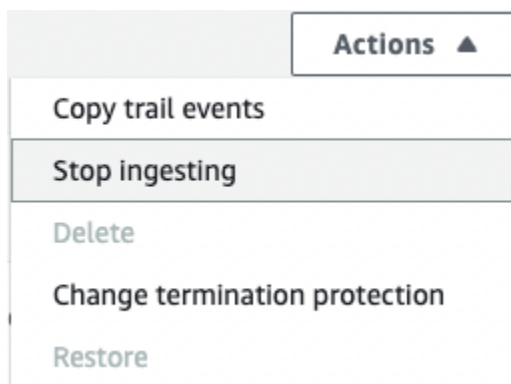 Actions
Copy trail events
Stop ingesting
Delete
Change termination protection
Restore